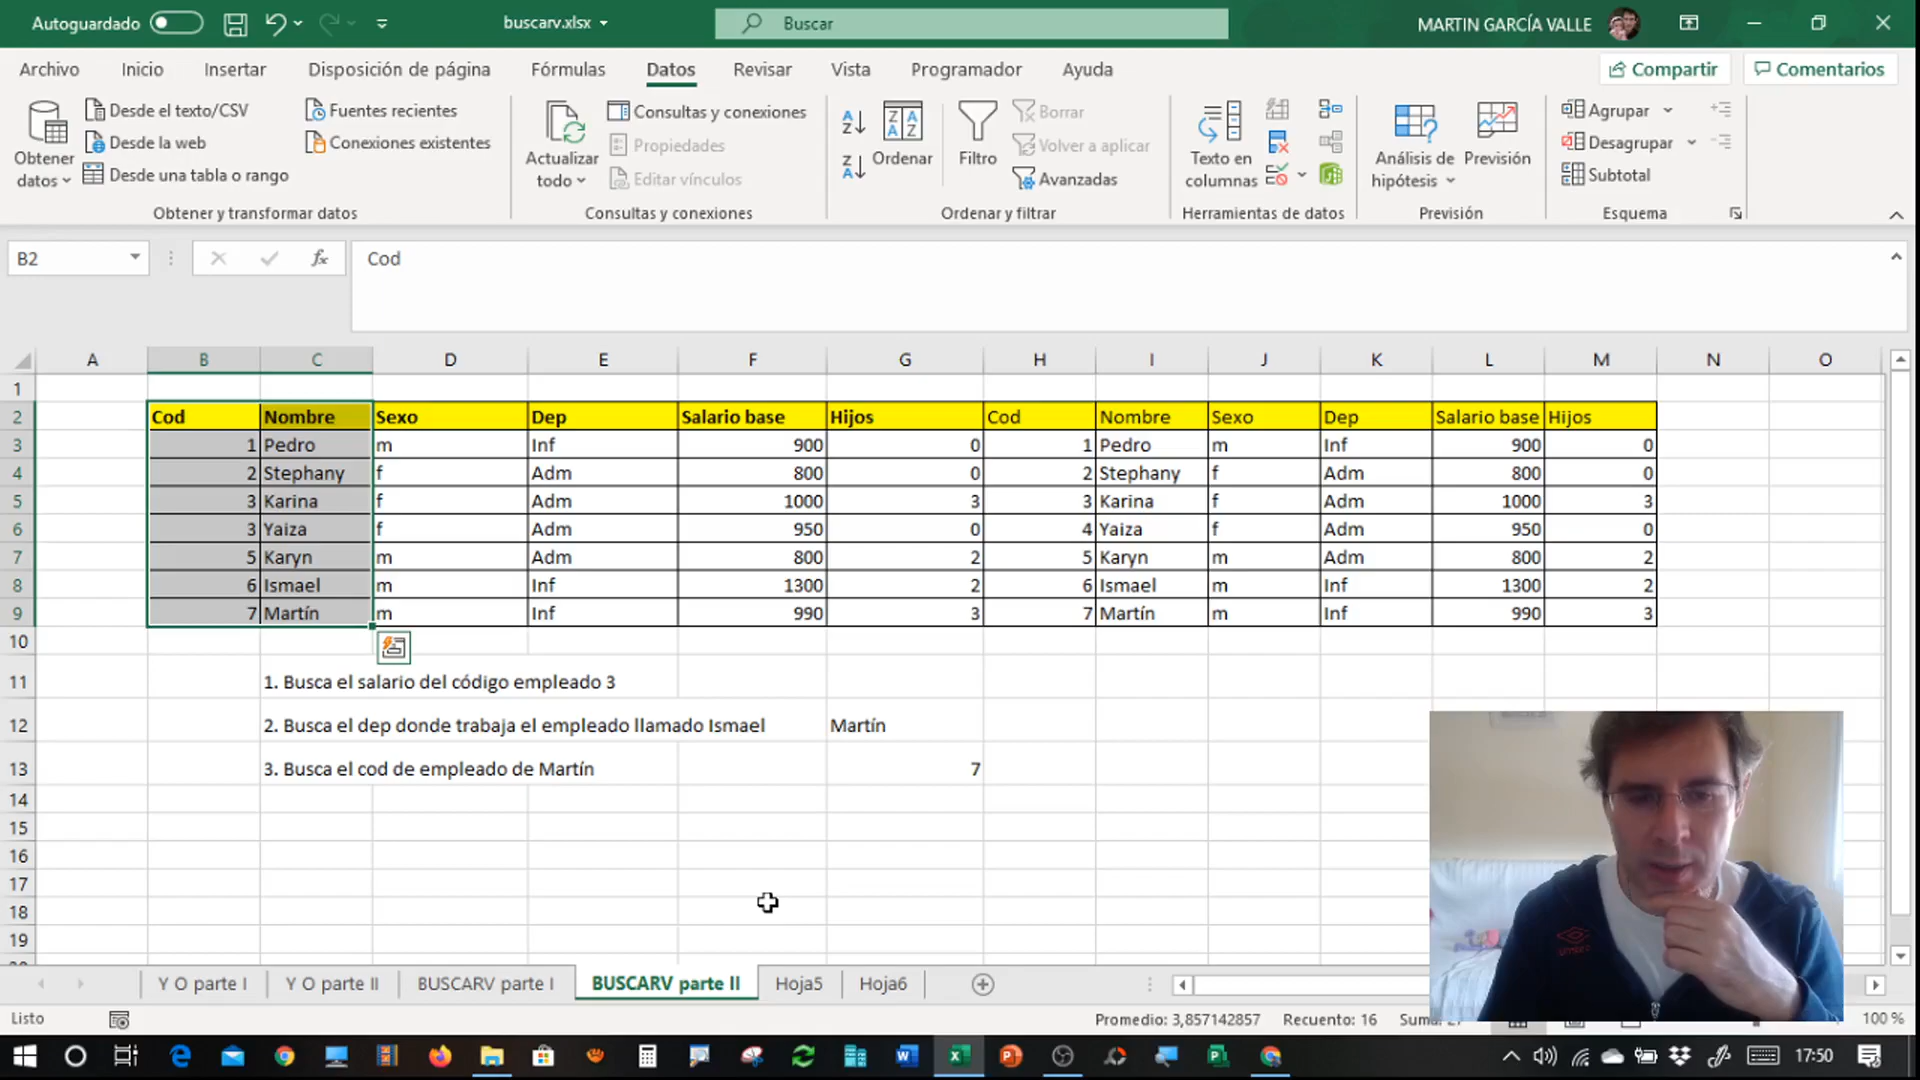 Autoguardado
buscarv.xlsx
Buscar
MARTIN GARCÍA VALLE
Archivo Inicio Insertar Disposición de página Fórmulas Datos Revisar Vista Programador Ayuda
Compartir Comentarios
Obtener datos
Desde el texto/CSV
Desde la web
Desde una tabla o rango
Fuentes recientes
Conexiones existentes
Obtener y transformar datos
Actualizar todo
Consultas y conexiones
Propiedades
Editar vínculos
Consultas y conexiones
Ordenar
Filtro
Borrar
Volver a aplicar
Avanzadas
Ordenar y filtrar
Texto en columnas
Herramientas de datos
Análisis de hipótesis
Previsión
Previsión
Agrupar
Desagrupar
Subtotal
Esquema
B2 fx Cod
A B C D E F G H I J K L M N O
1
2 Cod Nombre Sexo Dep Salario base Hijos Cod Nombre Sexo Dep Salario base Hijos
3 1 Pedro m Inf 900 0 1 Pedro m Inf 900 0
4 2 Stephany f Adm 800 0 2 Stephany f Adm 800 0
5 3 Karina f Adm 1000 3 3 Karina f Adm 1000 3
6 3 Yaiza f Adm 950 0 4 Yaiza f Adm 950 0
7 5 Karyn m Adm 800 2 5 Karyn m Adm 800 2
8 6 Ismael m Inf 1300 2 6 Ismael m Inf 1300 2
9 7 Martín m Inf 990 3 7 Martín m Inf 990 3
10
11 1. Busca el salario del código empleado 3
12 2. Busca el dep donde trabaja el empleado llamado Ismael Martín
13 3. Busca el cod de empleado de Martín 7
14
15
16
17
18
19
Y O parte I Y O parte II BUSCARV parte I BUSCARV parte II Hoja5 Hoja6
Listo
Promedio: 3,857142857 Recuento: 16 Suma: 27 100 %
17:50